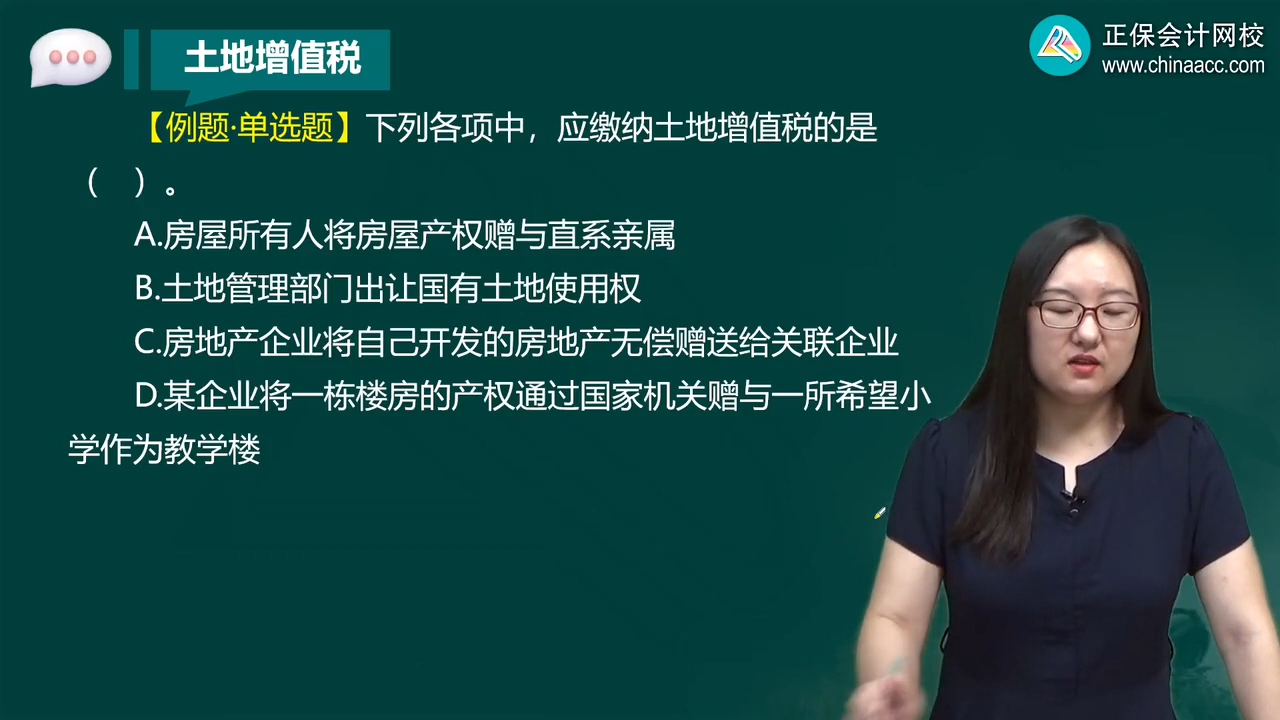 土地增值税
正保会计网校
www.chinaacc.com
【例题·单选题】下列各项中，应缴纳土地增值税的是
（ ）。
A.房屋所有人将房屋产权赠与直系亲属
B.土地管理部门出让国有土地使用权
C.房地产企业将自己开发的房地产无偿赠送给关联企业
D.某企业将一栋楼房的产权通过国家机关赠与一所希望小
学作为教学楼